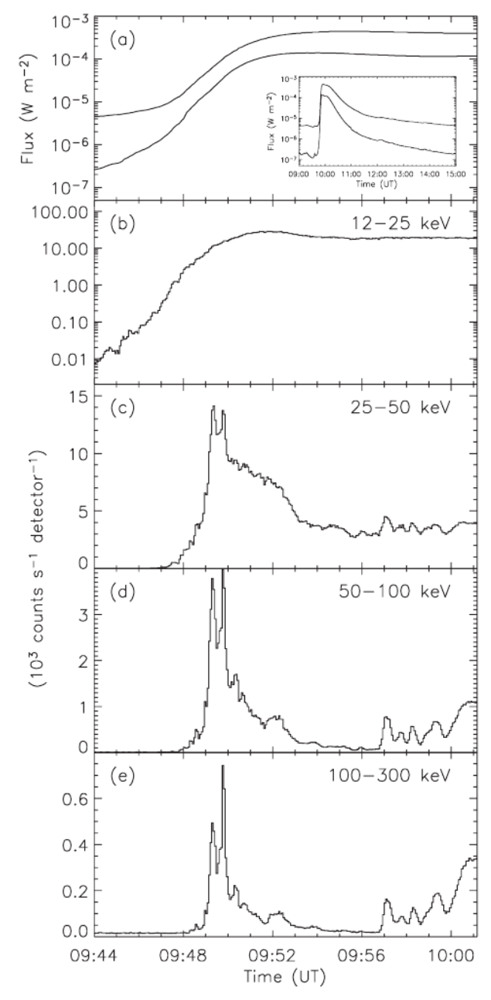 10⁻³
10⁻⁴
10⁻⁵
10⁻⁶
10⁻⁷
Flux (W m⁻²)
(a)
10⁻³
10⁻⁴
10⁻⁵
10⁻⁶
10⁻⁷
Flux (W m⁻²)
09:00 10:00 11:00 12:00 13:00 14:00 15:00
Time (UT)
100.00
10.00
1.00
0.10
0.01
(b)
12−25 keV
(10³ counts s⁻¹ detector⁻¹)
15
10
5
0
(c)
25−50 keV
3
2
1
0
(d)
50−100 keV
0.6
0.4
0.2
0.0
(e)
100−300 keV
09:44 09:48 09:52 09:56 10:00
Time (UT)